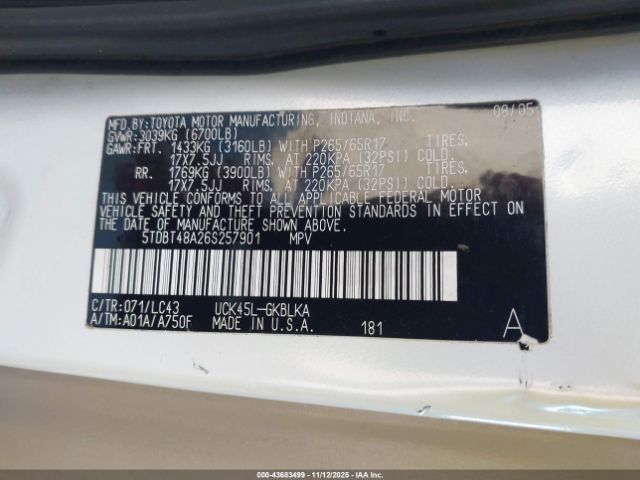 MFD.BY:TOYOTA MOTOR MANUFACTURING, INDIANA, INC. 08/05
GVWR:3039KG (6700LB)
GAWR:FRT. 1433KG (3160LB) WITH P265/65R17 TIRES,
17X7.5JJ RIMS, AT 220KPA (32PSI) COLD.
RR. 1769KG (3900LB) WITH P265/65R17 TIRES,
17X7.5JJ RIMS, AT 220KPA (32PSI) COLD.
THIS VEHICLE CONFORMS TO ALL APPLICABLE FEDERAL MOTOR
VEHICLE SAFETY AND THEFT PREVENTION STANDARDS IN EFFECT ON
THE DATE OF MANUFACTURE SHOWN ABOVE.
5TDBT48A26S257901 MPV
C/TR:071/LC43 UCK45L-GKBLKA
A/TM:A01A/A750F MADE IN U.S.A. 181 A
000-43683499 - 11/12/2025 - IAAI.COM